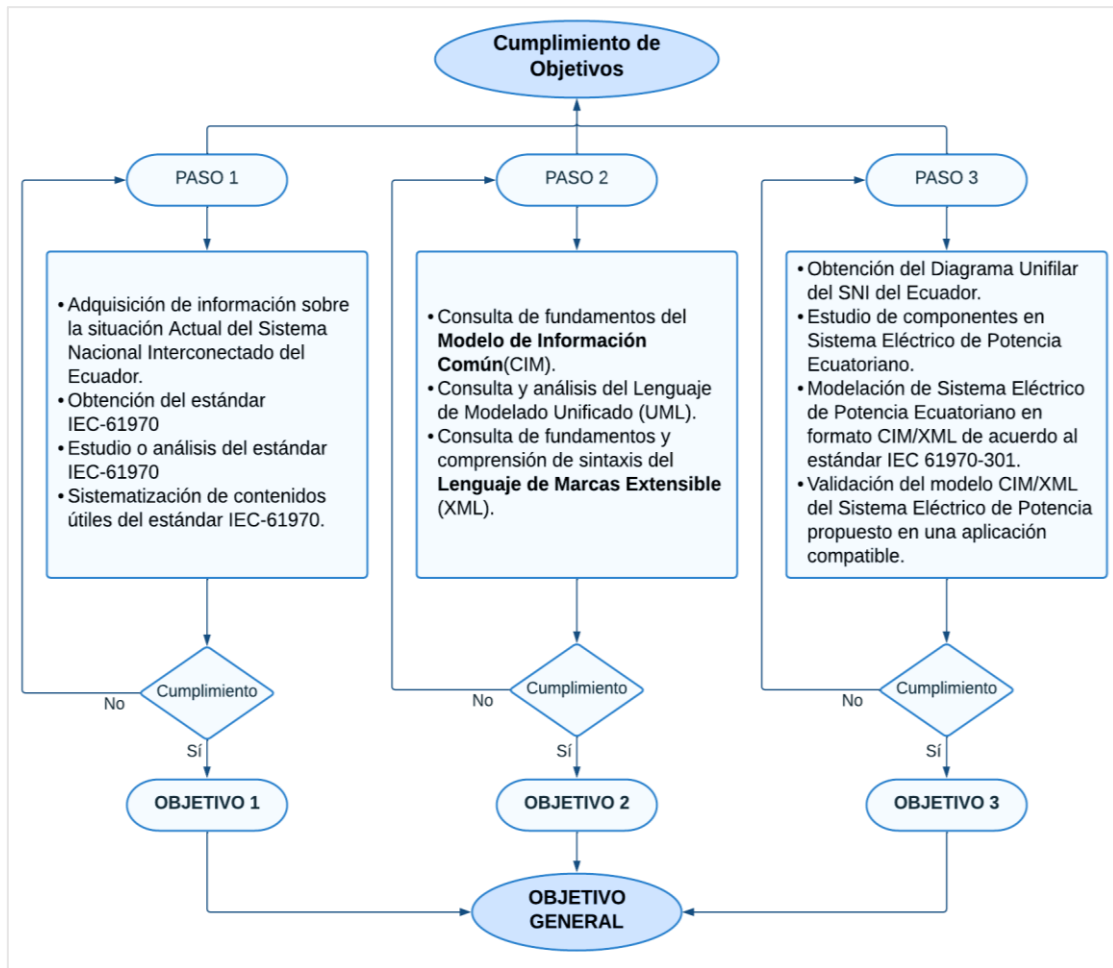 Cumplimiento de
Objetivos
PASO 1
PASO 2
PASO 3
• Adquisición de información sobre
la situación Actual del Sistema
Nacional Interconectado del
Ecuador.
• Obtención del estándar
IEC-61970
• Estudio o análisis del estándar
IEC-61970
• Sistematización de contenidos
útiles del estándar IEC-61970.
• Consulta de fundamentos del
Modelo de Información
Común(CIM).
• Consulta y análisis del Lenguaje
de Modelado Unificado (UML).
• Consulta de fundamentos y
comprensión de sintaxis del
Lenguaje de Marcas Extensible
(XML).
• Obtención del Diagrama Unifilar
del SNI del Ecuador.
• Estudio de componentes en
Sistema Eléctrico de Potencia
Ecuatoriano.
• Modelación de Sistema Eléctrico
de Potencia Ecuatoriano en
formato CIM/XML de acuerdo al
estándar IEC 61970-301.
• Validación del modelo CIM/XML
del Sistema Eléctrico de Potencia
propuesto en una aplicación
compatible.
Cumplimiento
No
Sí
Cumplimiento
No
Sí
Cumplimiento
No
Sí
OBJETIVO 1
OBJETIVO 2
OBJETIVO 3
OBJETIVO
GENERAL